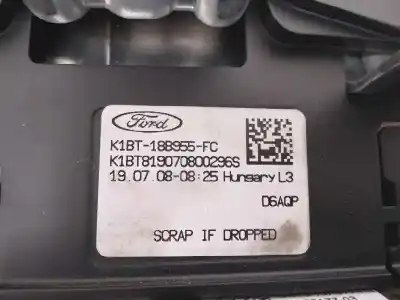 Ford
K1BT-18B955-FC
K1BT819070800296S
19.07.08-08:25 Hungary L3
D6AQP
SCRAP IF DROPPED